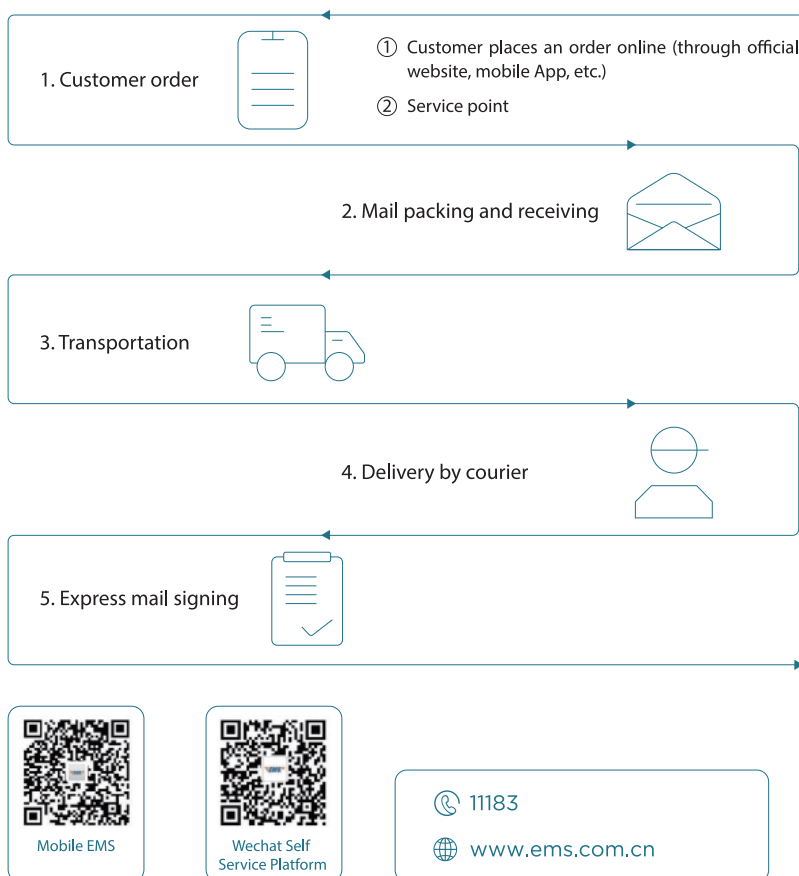 1. Customer order
① Customer places an order online (through official
website, mobile App, etc.)
② Service point
2. Mail packing and receiving
3. Transportation
4. Delivery by courier
5. Express mail signing
Mobile EMS
Wechat Self
Service Platform
11183
www.ems.com.cn